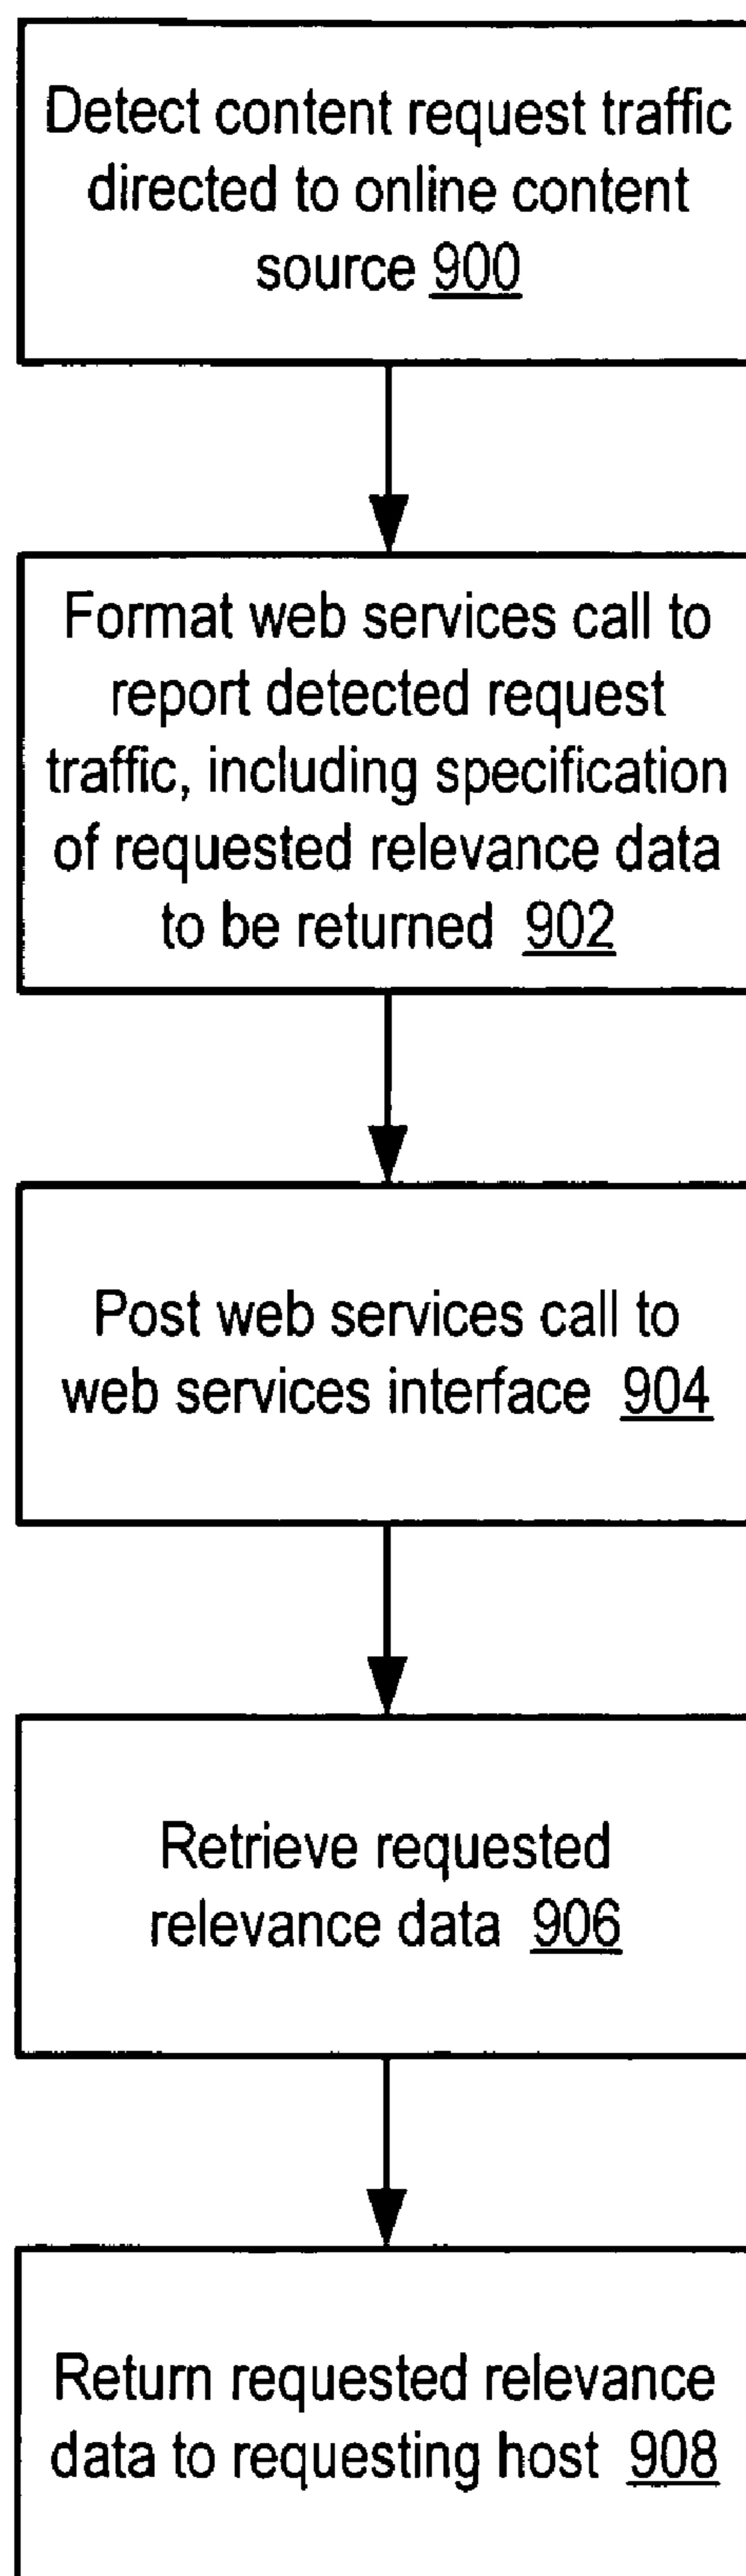 Detect content request traffic
directed to online content
source 900
Format web services call to
report detected request
traffic, including specification
of requested relevance data
to be returned 902
Post web services call to
web services interface 904
Retrieve requested
relevance data 906
Return requested relevance
data to requesting host 908